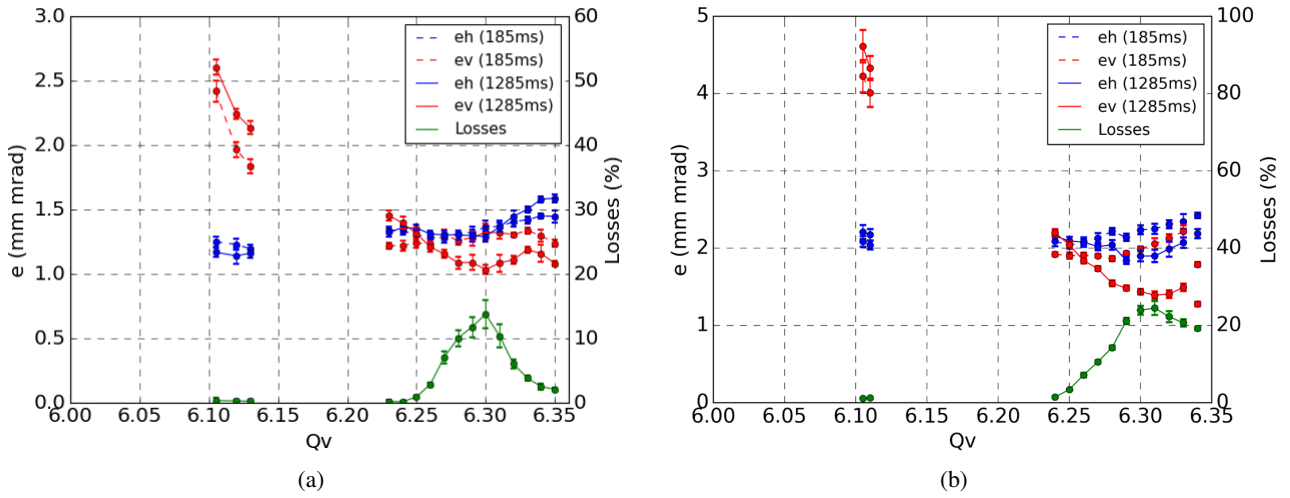 3.0
2.5
2.0
1.5
1.0
0.5
0.0
e (mm mrad)
60
50
40
30
20
10
0
Losses (%)
6.00 6.05 6.10 6.15 6.20 6.25 6.30 6.35
Qv
eh (185ms)
ev (185ms)
eh (1285ms)
ev (1285ms)
Losses
(a)
5
4
3
2
1
0
e (mm mrad)
100
80
60
40
20
0
Losses (%)
6.00 6.05 6.10 6.15 6.20 6.25 6.30 6.35
Qv
eh (185ms)
ev (185ms)
eh (1285ms)
ev (1285ms)
Losses
(b)